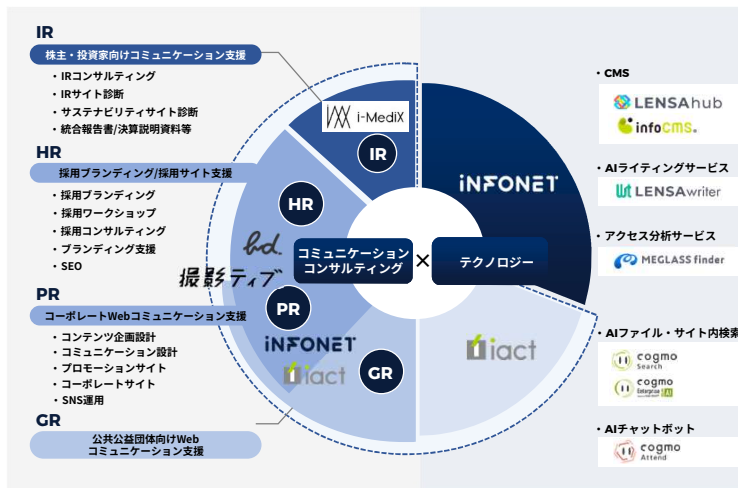 IR
株主・投資家向けコミュニケーション支援
・IRコンサルティング
・IRサイト診断
・サステナビリティサイト診断
・統合報告書/決算説明資料等
HR
採用ブランディング/採用サイト支援
・採用ブランディング
・採用ワークショップ
・採用コンサルティング
・ブランディング支援
・SEO
PR
コーポレートWebコミュニケーション支援
・コンテンツ企画設計
・コミュニケーション設計
・プロモーションサイト
・コーポレートサイト
・SNS運用
GR
公共公益団体向けWeb
コミュニケーション支援
i-MediX
IR
HR
bd.
撮影ティブ
PR
INFONET
iact
GR
コミュニケーション
コンサルティング
×
テクノロジー
INFONET
iact
・CMS
LENSAhub
infoCMS.
・AIライティングサービス
LENSAwriter
・アクセス分析サービス
MEGLASS finder
・AIファイル・サイト内検索
cogmo
Search
cogmo
Enterprise AI
・AIチャットボット
cogmo
Attend